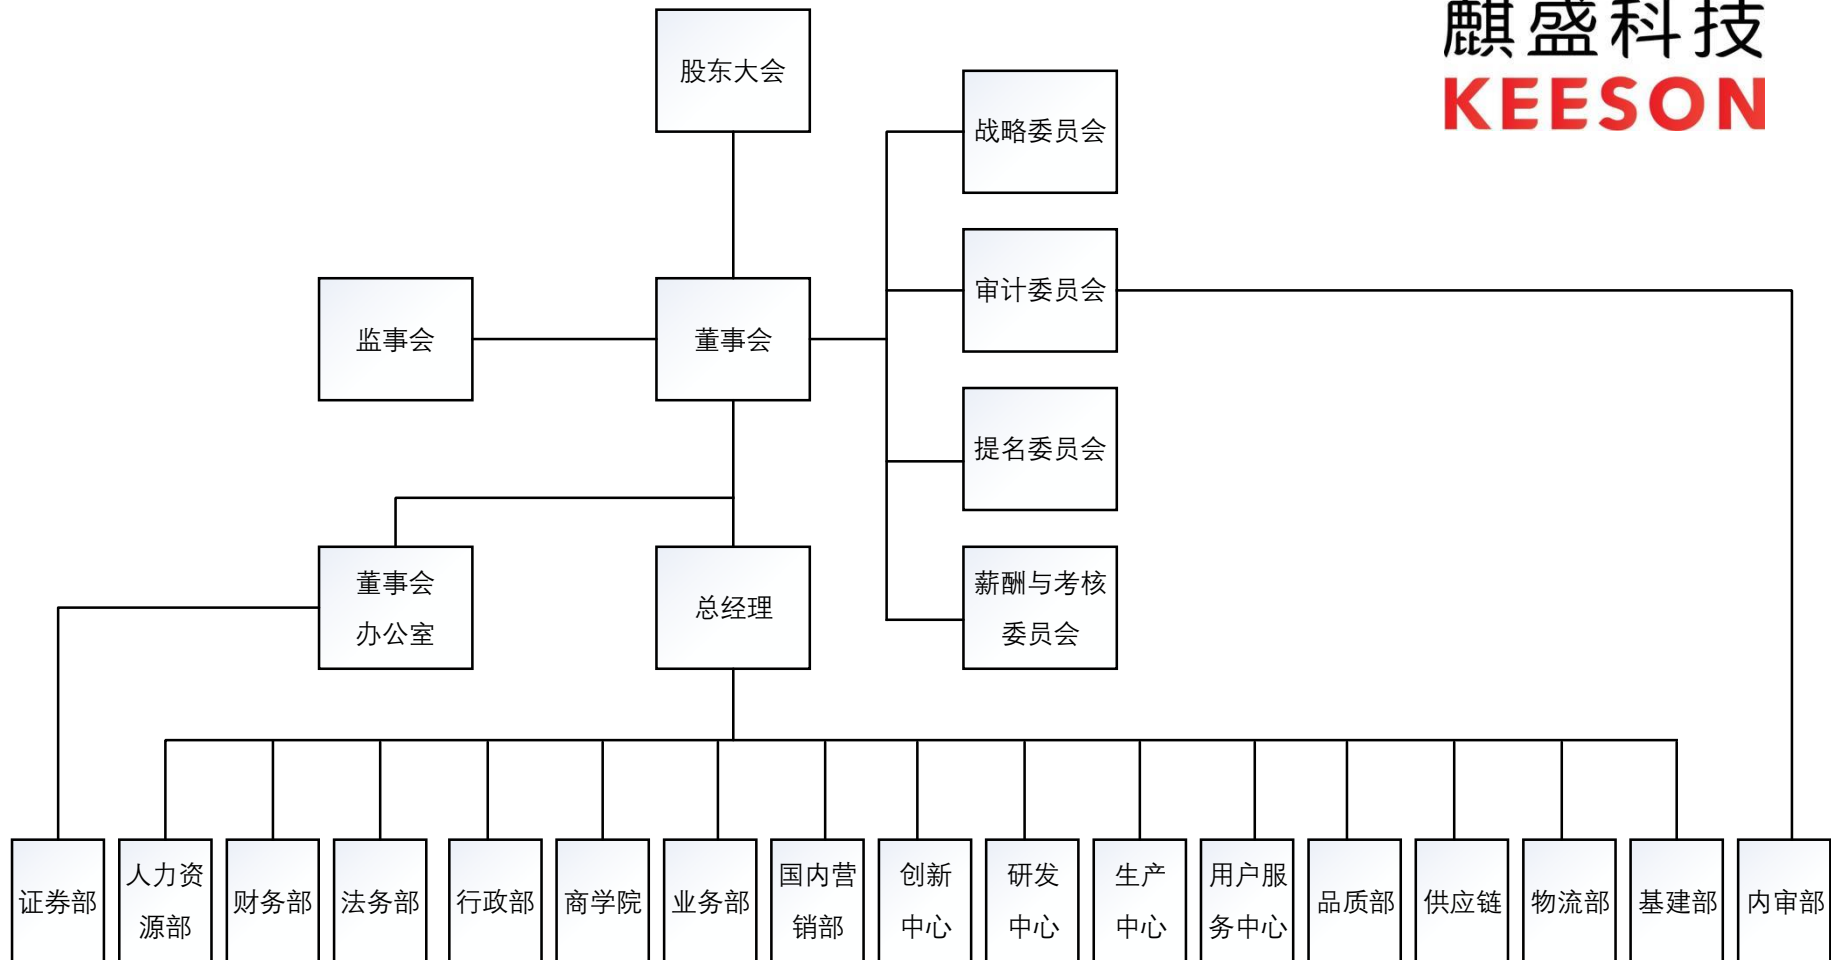 麒盛科技
KEESON
股东大会
战略委员会
审计委员会
监事会
董事会
提名委员会
董事会
办公室
总经理
薪酬与考核
委员会
证券部
人力资
源部
财务部
法务部
行政部
商学院
业务部
国内营
销部
创新
中心
研发
中心
生产
中心
用户服
务中心
品质部
供应链
物流部
基建部
内审部